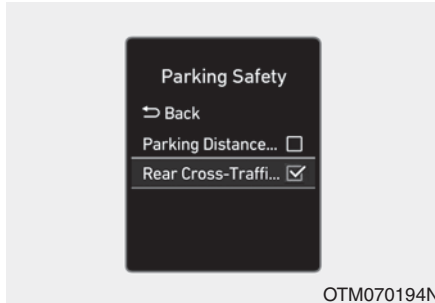 Parking Safety
Back
Parking Distance...
Rear Cross-Traffi...
OTM070194N